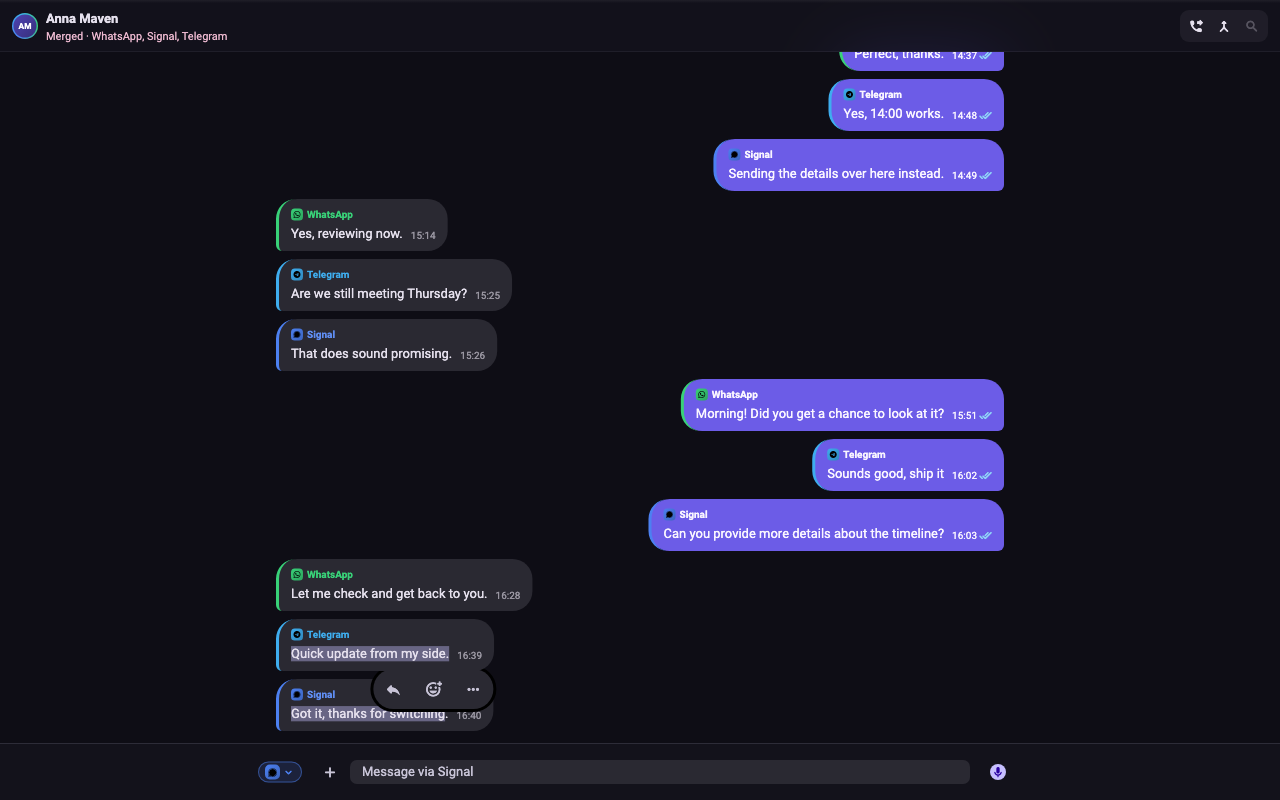 AM
Anna Maven
Merged · WhatsApp, Signal, Telegram
Perfect, thanks. 14:37
Telegram
Yes, 14:00 works. 14:48
Signal
Sending the details over here instead. 14:49
WhatsApp
Yes, reviewing now. 15:14
Telegram
Are we still meeting Thursday? 15:25
Signal
That does sound promising. 15:26
WhatsApp
Morning! Did you get a chance to look at it? 15:51
Telegram
Sounds good, ship it 16:02
Signal
Can you provide more details about the timeline? 16:03
WhatsApp
Let me check and get back to you. 16:28
Telegram
Quick update from my side. 16:39
Signal
Got it, thanks for switching. 16:40
Message via Signal